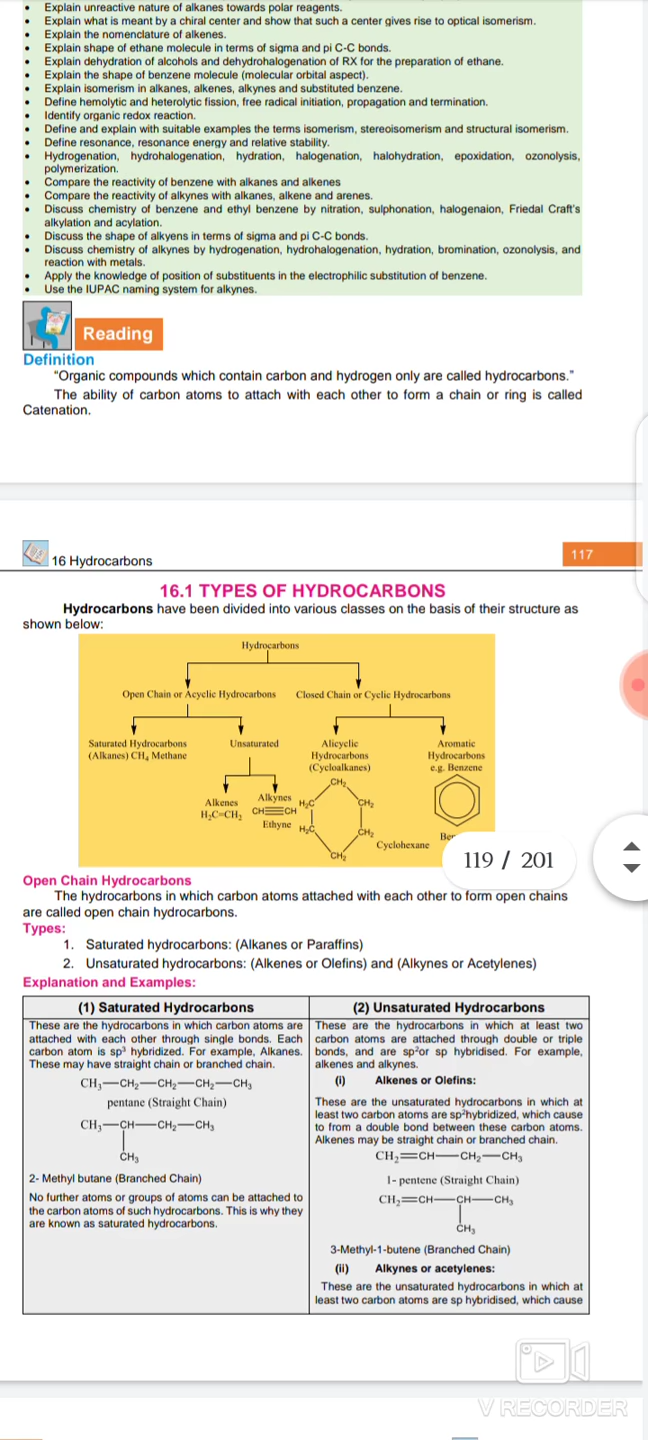 • Explain unreactive nature of alkanes towards polar reagents.
• Explain what is meant by a chiral center and show that such a center gives rise to optical isomerism.
• Explain the nomenclature of alkenes.
• Explain shape of ethane molecule in terms of sigma and pi C-C bonds.
• Explain dehydration of alcohols and dehydrohalogenation of RX for the preparation of ethane.
• Explain the shape of benzene molecule (molecular orbital aspect).
• Explain isomerism in alkanes, alkenes, alkynes and substituted benzene.
• Define hemolytic and heterolytic fission, free radical initiation, propagation and termination.
• Identify organic redox reaction.
• Define and explain with suitable examples the terms isomerism, stereoisomerism and structural isomerism.
• Define resonance, resonance energy and relative stability.
• Hydrogenation, hydrohalogenation, hydration, halogenation, halohydration, epoxidation, ozonolysis,
polymerization.
• Compare the reactivity of benzene with alkanes and alkenes
• Compare the reactivity of alkynes with alkanes, alkene and arenes.
• Discuss chemistry of benzene and ethyl benzene by nitration, sulphonation, halogenaion, Friedal Craft's
alkylation and acylation.
• Discuss the shape of alkyens in terms of sigma and pi C-C bonds.
• Discuss chemistry of alkynes by hydrogenation, hydrohalogenation, hydration, bromination, ozonolysis, and
reaction with metals.
• Apply the knowledge of position of substituents in the electrophilic substitution of benzene.
• Use the IUPAC naming system for alkynes.
Reading
Definition
"Organic compounds which contain carbon and hydrogen only are called hydrocarbons."
The ability of carbon atoms to attach with each other to form a chain or ring is called
Catenation.
16 Hydrocarbons
117
16.1 TYPES OF HYDROCARBONS
Hydrocarbons have been divided into various classes on the basis of their structure as
shown below:
Hydrocarbons
Open Chain or Acyclic Hydrocarbons Closed Chain or Cyclic Hydrocarbons
Saturated Hydrocarbons
(Alkanes) CH₄ Methane
Unsaturated
Alicyclic
Hydrocarbons
(Cycloalkanes)
Aromatic
Hydrocarbons
e.g. Benzene
Alkenes
H₂C=CH₂
Alkynes
CH≡CH
Ethyne
CH₂
H₂C CH₂
H₂C CH₂
CH₂
Cyclohexane
119 / 201
Open Chain Hydrocarbons
The hydrocarbons in which carbon atoms attached with each other to form open chains
are called open chain hydrocarbons.
Types:
1. Saturated hydrocarbons: (Alkanes or Paraffins)
2. Unsaturated hydrocarbons: (Alkenes or Olefins) and (Alkynes or Acetylenes)
Explanation and Examples:
(1) Saturated Hydrocarbons
These are the hydrocarbons in which carbon atoms are
attached with each other through single bonds. Each
carbon atom is sp³ hybridized. For example, Alkanes.
These may have straight chain or branched chain.
CH₃—CH₂—CH₂—CH₂—CH₃
pentane (Straight Chain)
CH₃—CH—CH₂—CH₃
CH₃
2- Methyl butane (Branched Chain)
No further atoms or groups of atoms can be attached to
the carbon atoms of such hydrocarbons. This is why they
are known as saturated hydrocarbons.
(2) Unsaturated Hydrocarbons
These are the hydrocarbons in which at least two
carbon atoms are attached through double or triple
bonds, and are sp²or sp hybridised. For example,
alkenes and alkynes.
(i) Alkenes or Olefins:
These are the unsaturated hydrocarbons in which at
least two carbon atoms are sp²hybridized, which cause
to from a double bond between these carbon atoms.
Alkenes may be straight chain or branched chain.
CH₂=CH—CH₂—CH₃
1- pentene (Straight Chain)
CH₂=CH—CH—CH₃
CH₃
3-Methyl-1-butene (Branched Chain)
(ii) Alkynes or acetylenes:
These are the unsaturated hydrocarbons in which at
least two carbon atoms are sp hybridised, which cause
V RECORDER